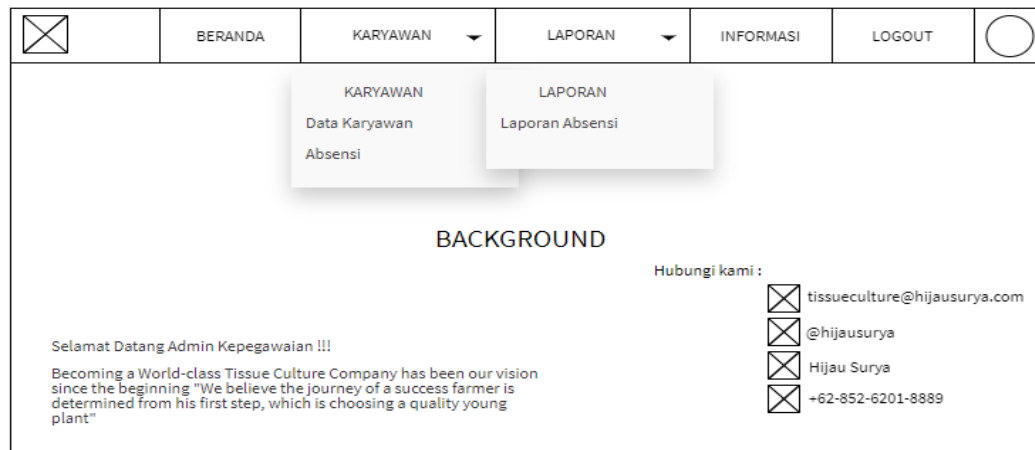 BERANDA
KARYAWAN
LAPORAN
INFORMASI
LOGOUT
KARYAWAN
Data Karyawan
Absensi
LAPORAN
Laporan Absensi
BACKGROUND
Hubungi kami :
tissueculture@hijausurya.com
@hijausurya
Hijau Surya
+62-852-6201-8889
Selamat Datang Admin Kepegawaian !!!
Becoming a World-class Tissue Culture Company has been our vision
since the beginning "We believe the journey of a success farmer is
determined from his first step, which is choosing a quality young
plant"